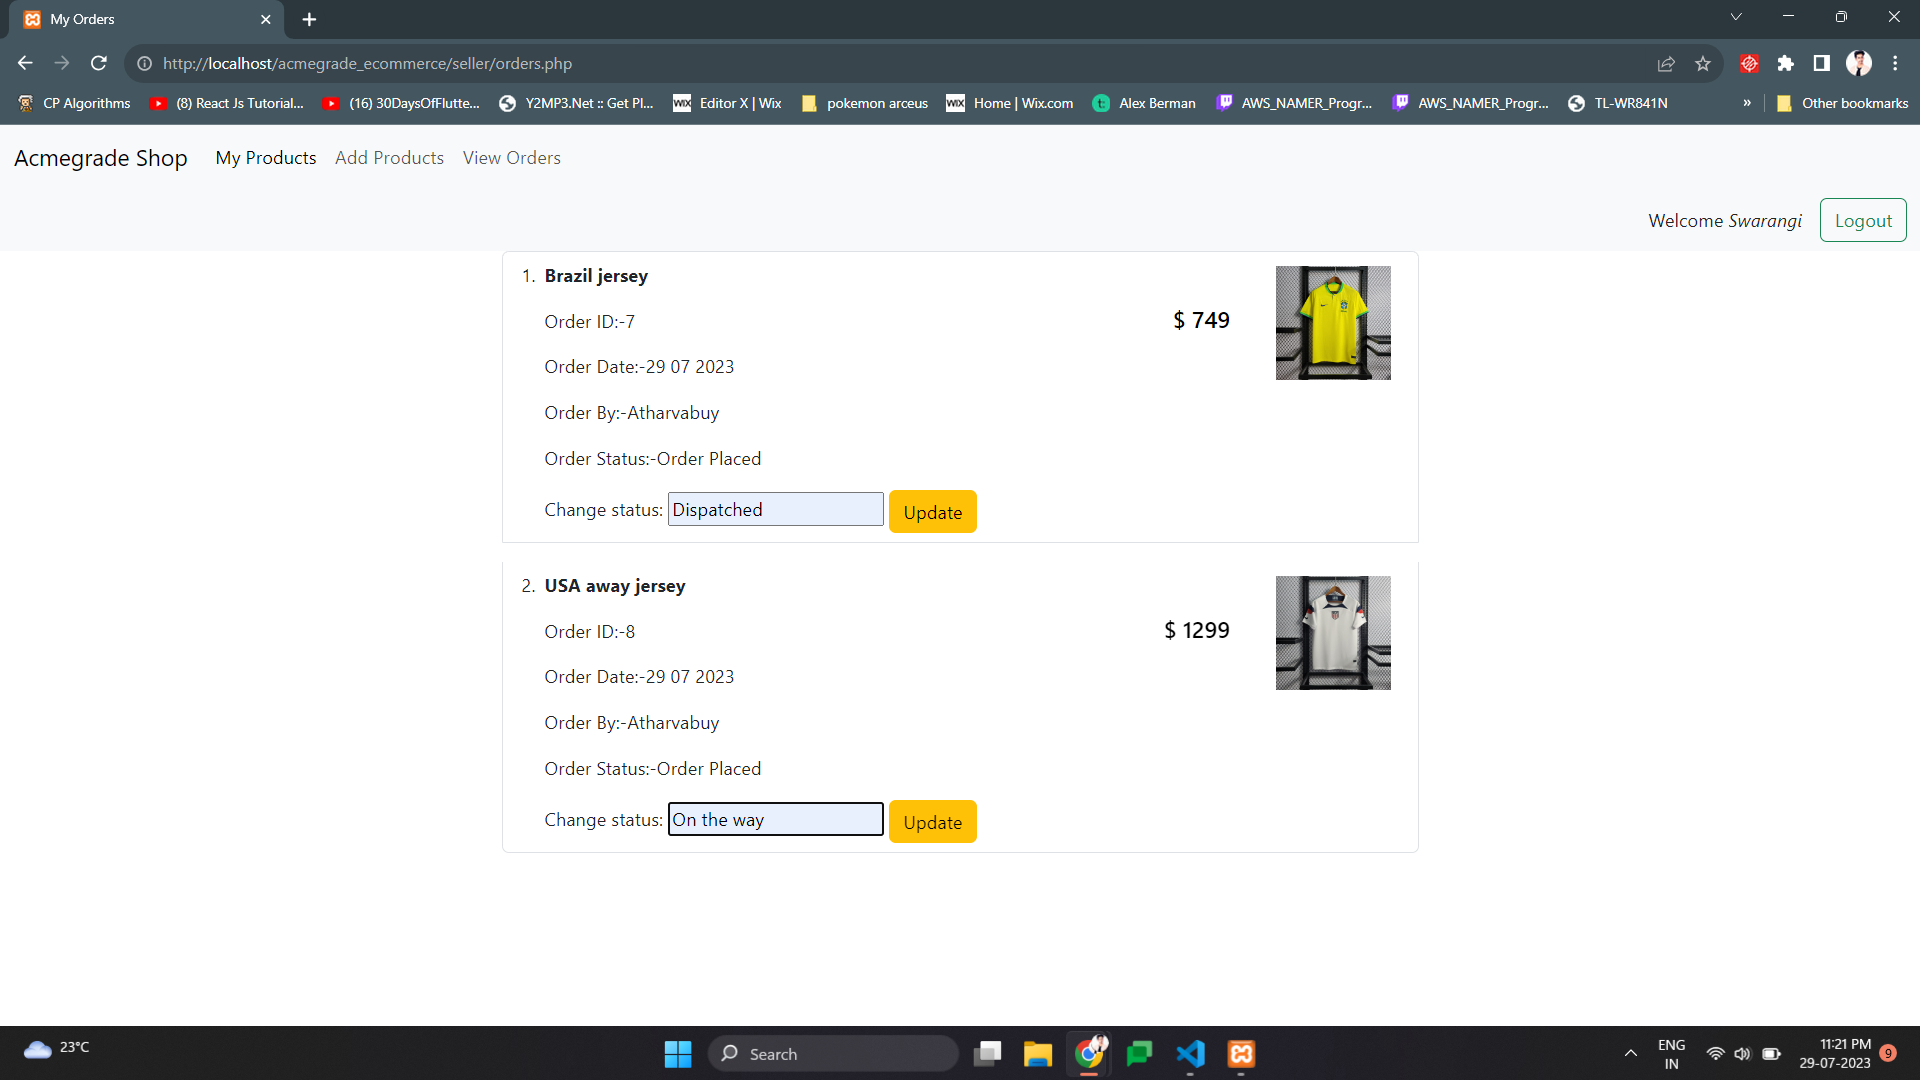 My Orders
http://localhost/acmegrade_ecommerce/seller/orders.php
CP Algorithms
(8) React Js Tutorial...
(16) 30DaysOfFlutte...
Y2MP3.Net :: Get Pl...
WIX
Editor X | Wix
pokemon arceus
WIX
Home | Wix.com
t
Alex Berman
AWS_NAMER_Progr...
AWS_NAMER_Progr...
TL-WR841N
»
Other bookmarks
Acmegrade Shop
My Products
Add Products
View Orders
Welcome Swarangi
Logout
1. Brazil jersey
Order ID:-7
$ 749
Order Date:-29 07 2023
Order By:-Atharvabuy
Order Status:-Order Placed
Change status: Dispatched
Update
2. USA away jersey
Order ID:-8
$ 1299
Order Date:-29 07 2023
Order By:-Atharvabuy
Order Status:-Order Placed
Change status: On the way
Update
23°C
Search
ENG
IN
11:21 PM
29-07-2023
9